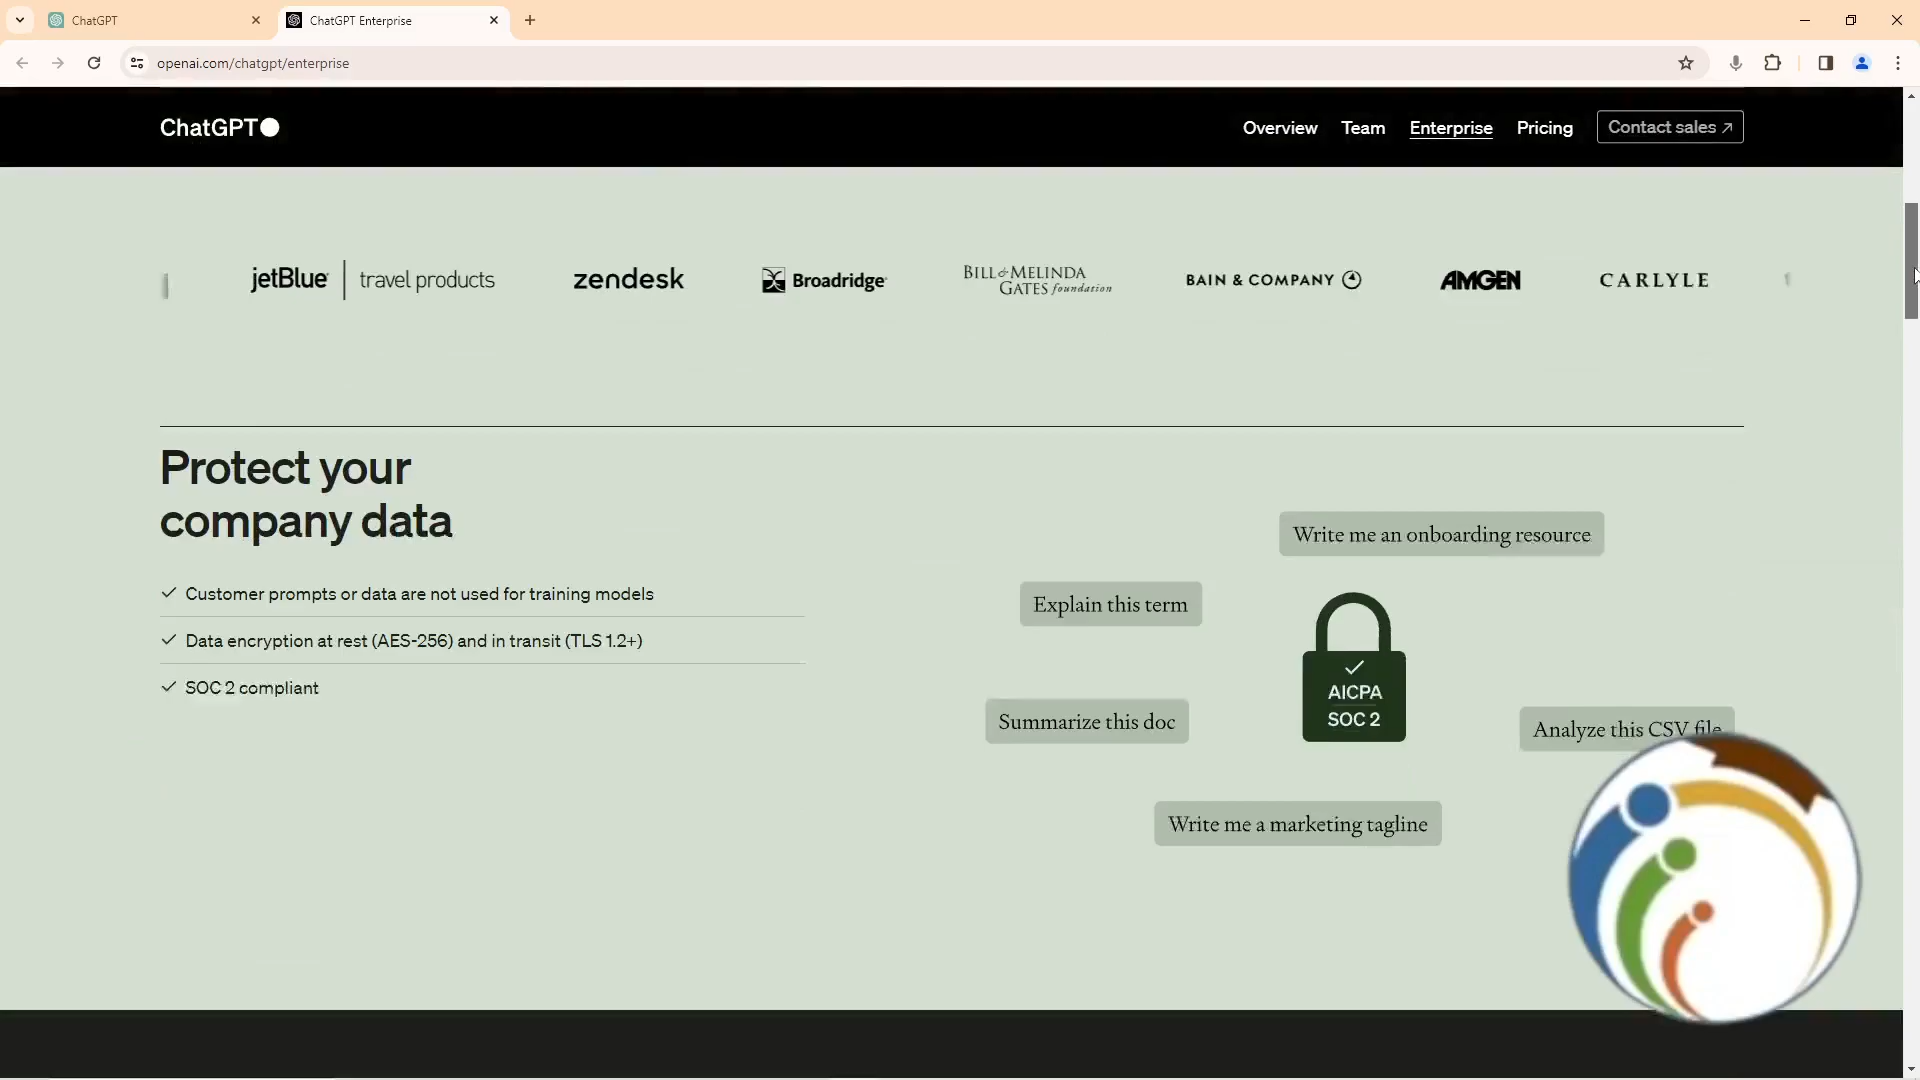 ChatGPT
ChatGPT Enterprise
openai.com/chatgpt/enterprise
ChatGPT
Overview
Team
Enterprise
Pricing
Contact sales ↗
jetBlue | travel products
zendesk
Broadridge
BILL & MELINDA
GATES foundation
BAIN & COMPANY
AMGEN
CARLYLE
Protect your
company data
Customer prompts or data are not used for training models
Data encryption at rest (AES-256) and in transit (TLS 1.2+)
SOC 2 compliant
Write me an onboarding resource
Explain this term
AICPA
SOC 2
Summarize this doc
Analyze this CSV file
Write me a marketing tagline